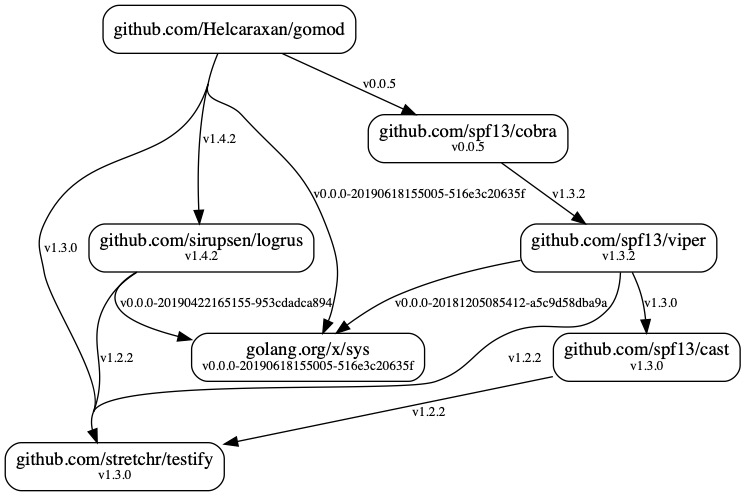 github.com/Helcaraxan/gomod
v0.0.5
github.com/spf13/cobra
v0.0.5
v1.4.2
v0.0.0-20190618155005-516e3c20635f
v1.3.2
github.com/sirupsen/logrus
v1.4.2
github.com/spf13/viper
v1.3.2
v1.3.0
v0.0.0-20190422165155-953cdadca894
v0.0.0-20181205085412-a5c9d58dba9a
v1.3.0
golang.org/x/sys
v0.0.0-20190618155005-516e3c20635f
github.com/spf13/cast
v1.3.0
v1.2.2
v1.2.2
v1.2.2
github.com/stretchr/testify
v1.3.0